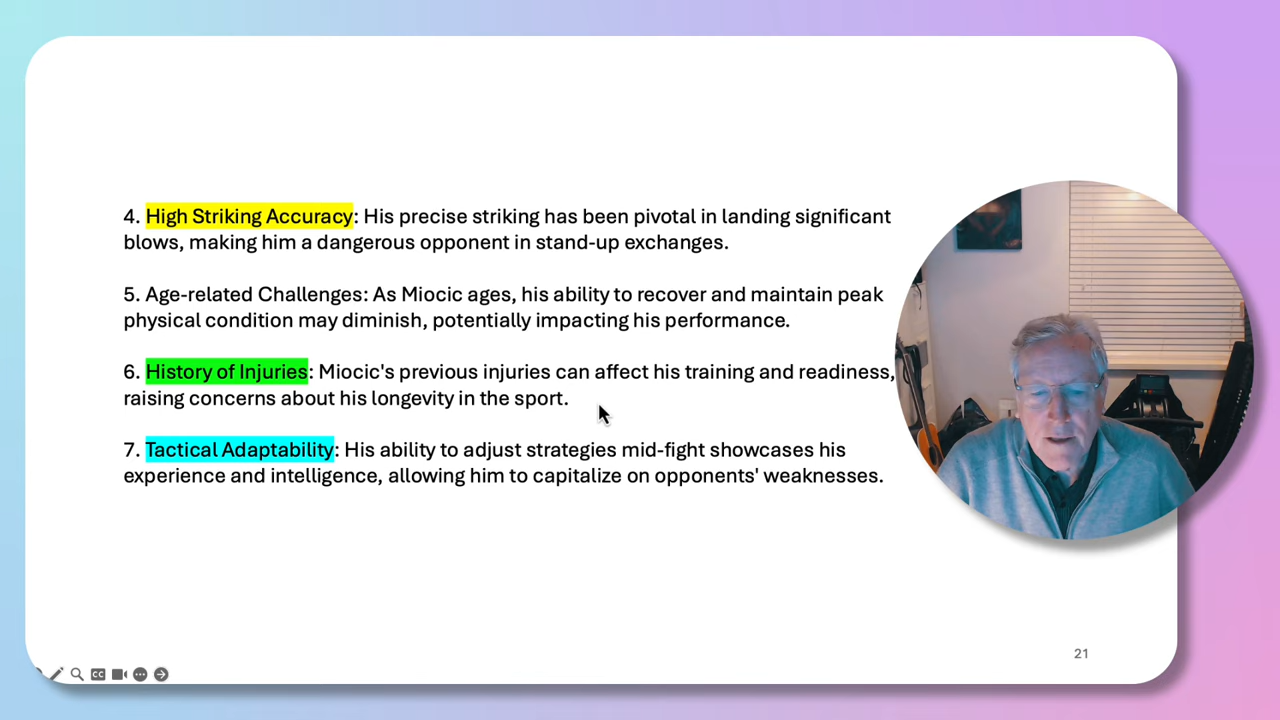 4. High Striking Accuracy: His precise striking has been pivotal in landing significant
blows, making him a dangerous opponent in stand-up exchanges.
5. Age-related Challenges: As Miocic ages, his ability to recover and maintain peak
physical condition may diminish, potentially impacting his performance.
6. History of Injuries: Miocic's previous injuries can affect his training and readiness,
raising concerns about his longevity in the sport.
7. Tactical Adaptability: His ability to adjust strategies mid-fight showcases his
experience and intelligence, allowing him to capitalize on opponents' weaknesses.
21
CC